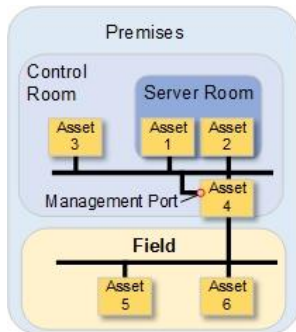 Premises
Control
Room
Server Room
Asset
3
Asset
1
Asset
2
Management Port
Asset
4
Field
Asset
5
Asset
6